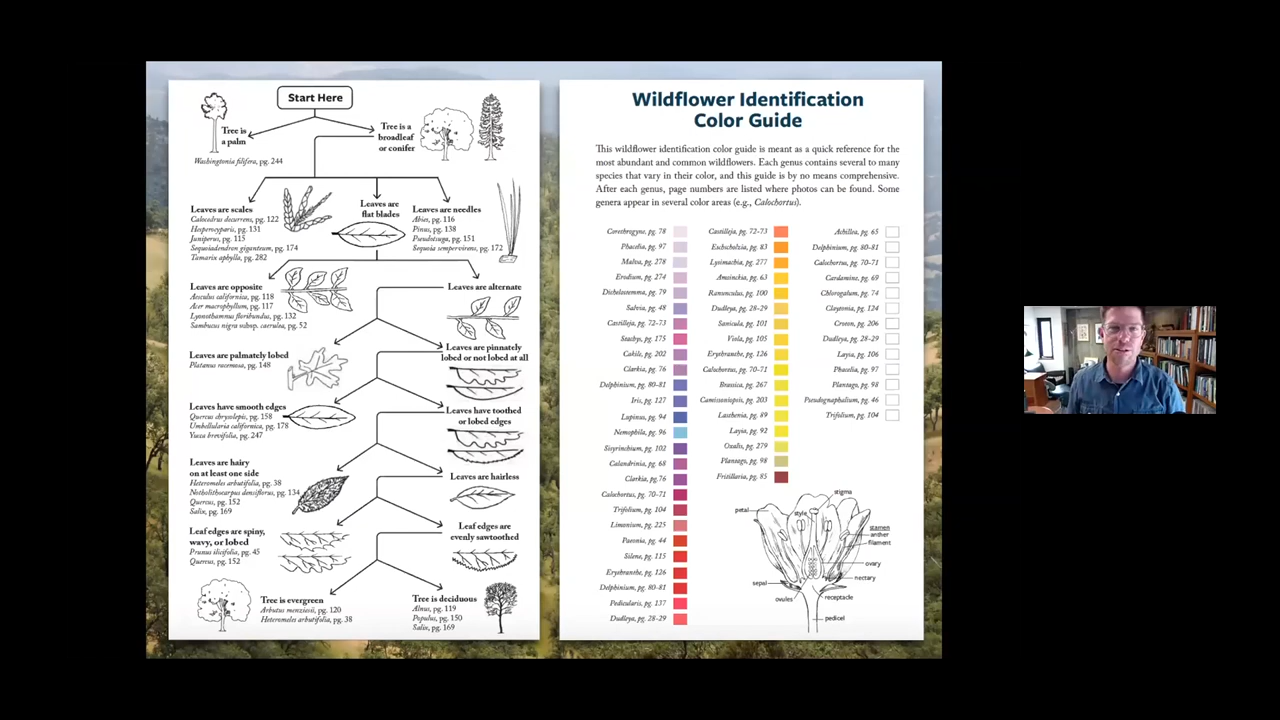 Start Here
Tree is
a palm
Washingtonia filifera, pg. 244
Tree is a
broadleaf
or conifer
Leaves are scales
Calocedrus decurrens, pg. 122
Hesperocyparis, pg. 131
Juniperus, pg. 115
Sequoiadendron giganteum, pg. 174
Tamarix aphylla, pg. 282
Leaves are
flat blades
Leaves are needles
Abies, pg. 116
Pinus, pg. 138
Pseudotsuga, pg. 151
Sequoia sempervirens, pg. 172
Leaves are opposite
Aesculus californica, pg. 118
Acer macrophyllum, pg. 117
Lyonothamnus floribundus, pg. 132
Sambucus nigra subsp. caerulea, pg. 52
Leaves are alternate
Leaves are palmately lobed
Platanus racemosa, pg. 148
Leaves are pinnately
lobed or not lobed at all
Leaves have smooth edges
Quercus chrysolepis, pg. 158
Umbellularia californica, pg. 178
Yucca brevifolia, pg. 247
Leaves have toothed
or lobed edges
Leaves are hairy
on at least one side
Heteromeles arbutifolia, pg. 38
Notholithocarpus densiflorus, pg. 134
Quercus, pg. 152
Salix, pg. 169
Leaves are hairless
Leaf edges are spiny,
wavy, or lobed
Prunus ilicifolia, pg. 45
Quercus, pg. 152
Leaf edges are
evenly sawtoothed
Tree is evergreen
Arbutus menziesii, pg. 120
Heteromeles arbutifolia, pg. 38
Tree is deciduous
Alnus, pg. 119
Populus, pg. 150
Salix, pg. 169
Wildflower Identification
Color Guide
This wildflower identification color guide is meant as a quick reference for the
most abundant and common wildflowers. Each genus contains several to many
species that vary in their color, and this guide is by no means comprehensive.
After each genus, page numbers are listed where photos can be found. Some
genera appear in several color areas (e.g., Calochortus).
Corethrogyne, pg. 78
Phacelia, pg. 97
Malva, pg. 278
Erodium, pg. 274
Dichelostemma, pg. 79
Salvia, pg. 48
Castilleja, pg. 72-73
Stachys, pg. 175
Cakile, pg. 202
Clarkia, pg. 76
Delphinium, pg. 80-81
Iris, pg. 127
Lupinus, pg. 94
Nemophila, pg. 96
Sisyrinchium, pg. 102
Calandrinia, pg. 68
Clarkia, pg.76
Calochortus, pg. 70-71
Trifolium, pg. 104
Limonium, pg. 225
Paeonia, pg. 44
Silene, pg. 115
Erythranthe, pg. 126
Delphinium, pg. 80-81
Pedicularis, pg. 137
Dudleya, pg. 28-29
Castilleja, pg. 72-73
Eschscholzia, pg. 83
Lysimachia, pg. 277
Amsinckia, pg. 63
Ranunculus, pg. 100
Dudleya, pg. 28-29
Sanicula, pg. 101
Viola, pg. 105
Erythranthe, pg. 126
Calochortus, pg. 70-71
Brassica, pg. 267
Camissoniopsis, pg. 203
Lasthenia, pg. 89
Layia, pg. 92
Oxalis, pg. 279
Plantago, pg. 98
Fritillaria, pg. 85
Achillea, pg. 65
Delphinium, pg. 80-81
Calochortus, pg. 70-71
Cardamine, pg. 69
Chlorogalum, pg. 74
Claytonia, pg. 124
Croton, pg. 206
Dudleya, pg. 28-29
Layia, pg. 106
Phacelia, pg. 97
Plantago, pg. 98
Pseudognaphalium, pg. 46
Trifolium, pg. 104
stigma
petal
style
stamen
anther
filament
ovary
nectary
sepal
ovules
receptacle
pedicel